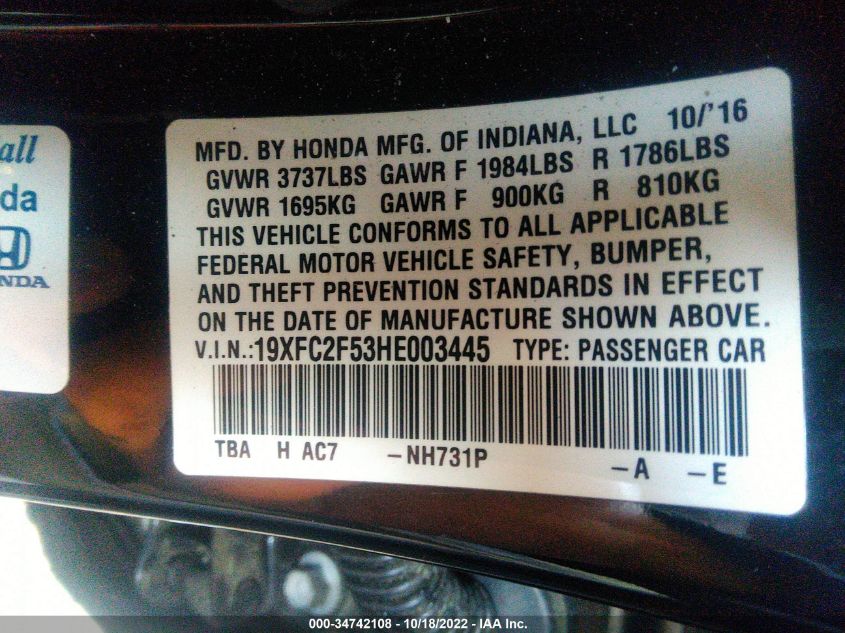 all
da
NDA
MFD. BY HONDA MFG. OF INDIANA, LLC 10/'16
GVWR 3737LBS GAWR F 1984LBS R 1786LBS
GVWR 1695KG GAWR F 900KG R 810KG
THIS VEHICLE CONFORMS TO ALL APPLICABLE
FEDERAL MOTOR VEHICLE SAFETY, BUMPER,
AND THEFT PREVENTION STANDARDS IN EFFECT
ON THE DATE OF MANUFACTURE SHOWN ABOVE.
V.I.N.:19XFC2F53HE003445 TYPE: PASSENGER CAR
TBA H AC7 -NH731P -A -E
000-34742108 - 10/18/2022 - IAA Inc.